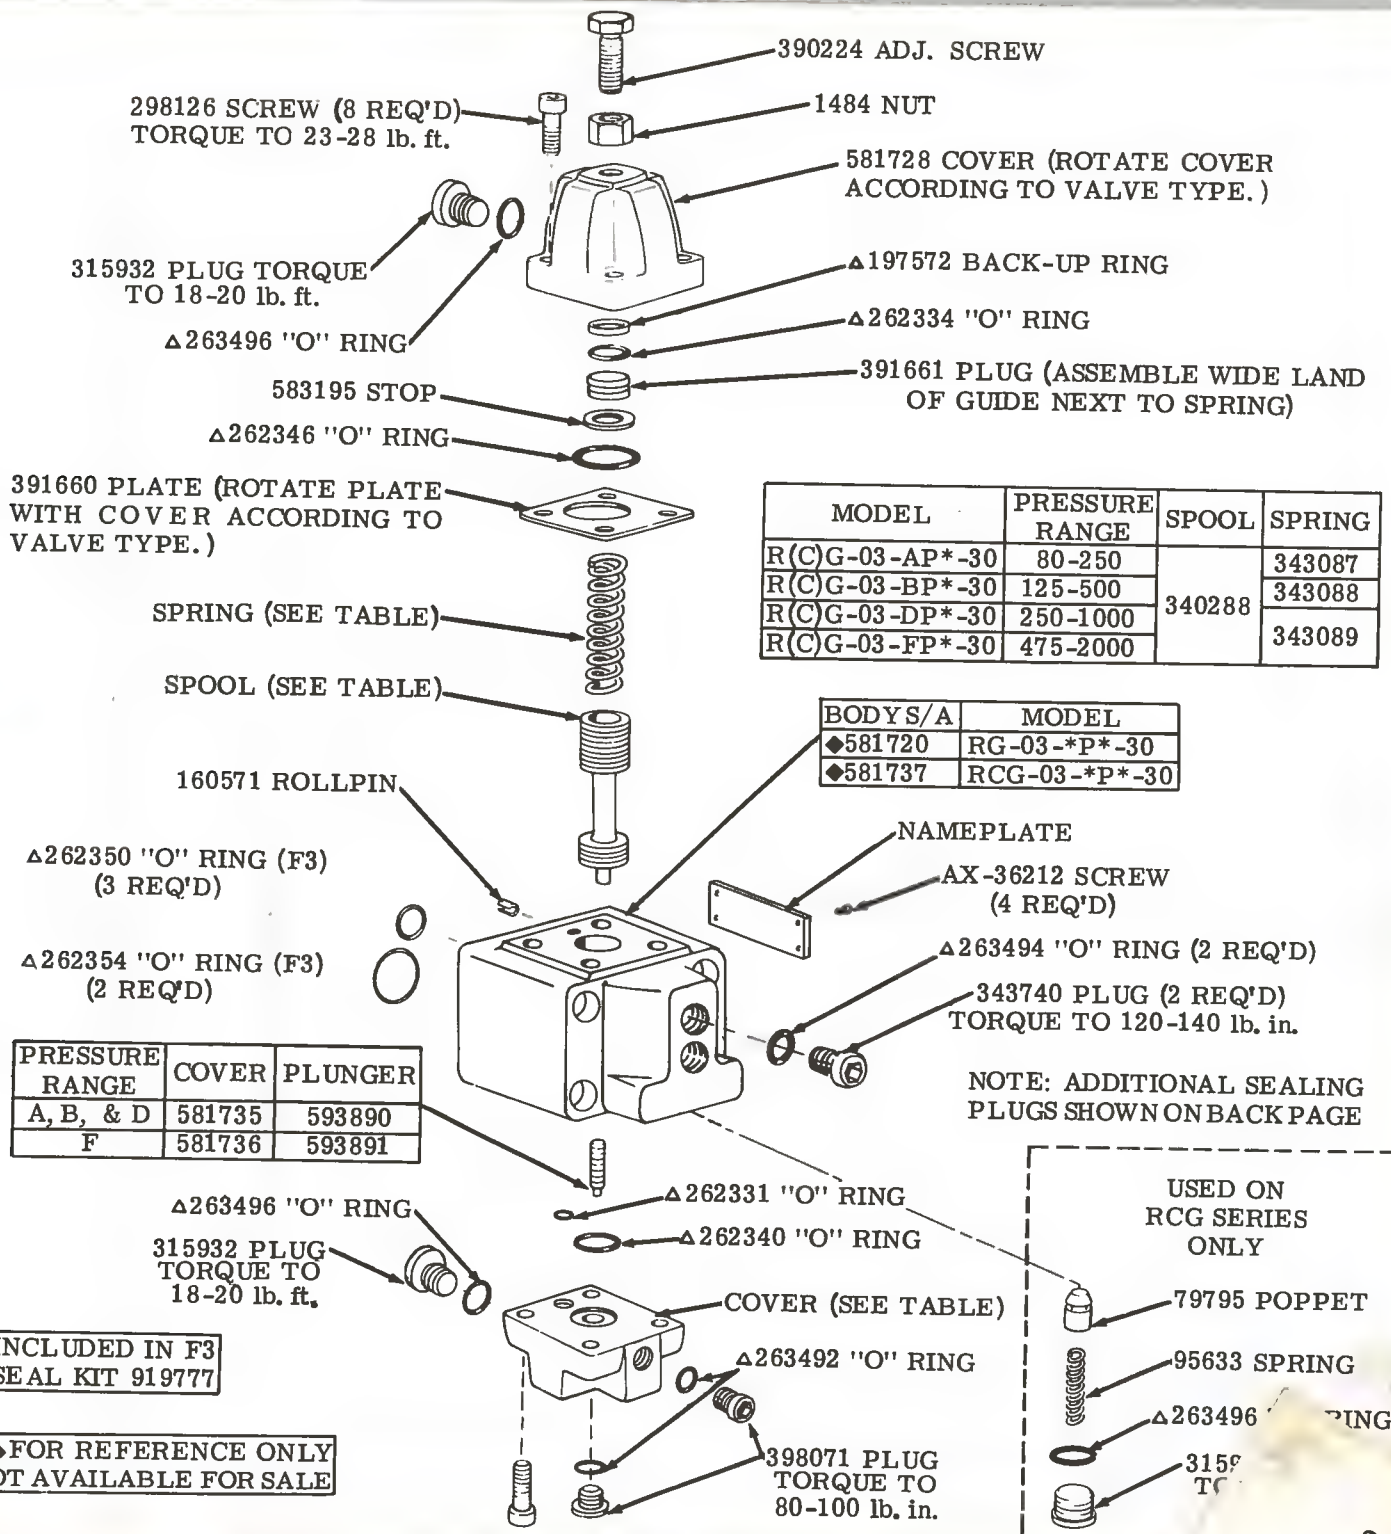 390224 ADJ. SCREW
298126 SCREW (8 REQ'D)
TORQUE TO 23-28 lb. ft.
1484 NUT
581728 COVER (ROTATE COVER
ACCORDING TO VALVE TYPE.)
315932 PLUG TORQUE
TO 18-20 lb. ft.
△197572 BACK-UP RING
△262334 "O" RING
△263496 "O" RING
391661 PLUG (ASSEMBLE WIDE LAND
OF GUIDE NEXT TO SPRING)
583195 STOP
△262346 "O" RING
391660 PLATE (ROTATE PLATE
WITH COVER ACCORDING TO
VALVE TYPE.)
MODEL PRESSURE RANGE SPOOL SPRING
R(C)G-03-AP*-30 80-250 340288 343087
R(C)G-03-BP*-30 125-500 343088
R(C)G-03-DP*-30 250-1000 343089
R(C)G-03-FP*-30 475-2000
SPRING (SEE TABLE)
SPOOL (SEE TABLE)
BODY S/A MODEL
◆581720 RG-03-*P*-30
◆581737 RCG-03-*P*-30
160571 ROLLPIN
NAMEPLATE
△262350 "O" RING (F3)
(3 REQ'D)
AX-36212 SCREW
(4 REQ'D)
△262354 "O" RING (F3)
(2 REQ'D)
△263494 "O" RING (2 REQ'D)
343740 PLUG (2 REQ'D)
TORQUE TO 120-140 lb. in.
PRESSURE RANGE COVER PLUNGER
A, B, & D 581735 593890
F 581736 593891
NOTE: ADDITIONAL SEALING
PLUGS SHOWN ON BACK PAGE
△262331 "O" RING
△262340 "O" RING
△263496 "O" RING
315932 PLUG
TORQUE TO
18-20 lb. ft.
COVER (SEE TABLE)
USED ON
RCG SERIES
ONLY
79795 POPPET
95633 SPRING
△263496
INCLUDED IN F3
SEAL KIT 919777
△263492 "O" RING
◆FOR REFERENCE ONLY
NOT AVAILABLE FOR SALE
398071 PLUG
TORQUE TO
80-100 lb. in.